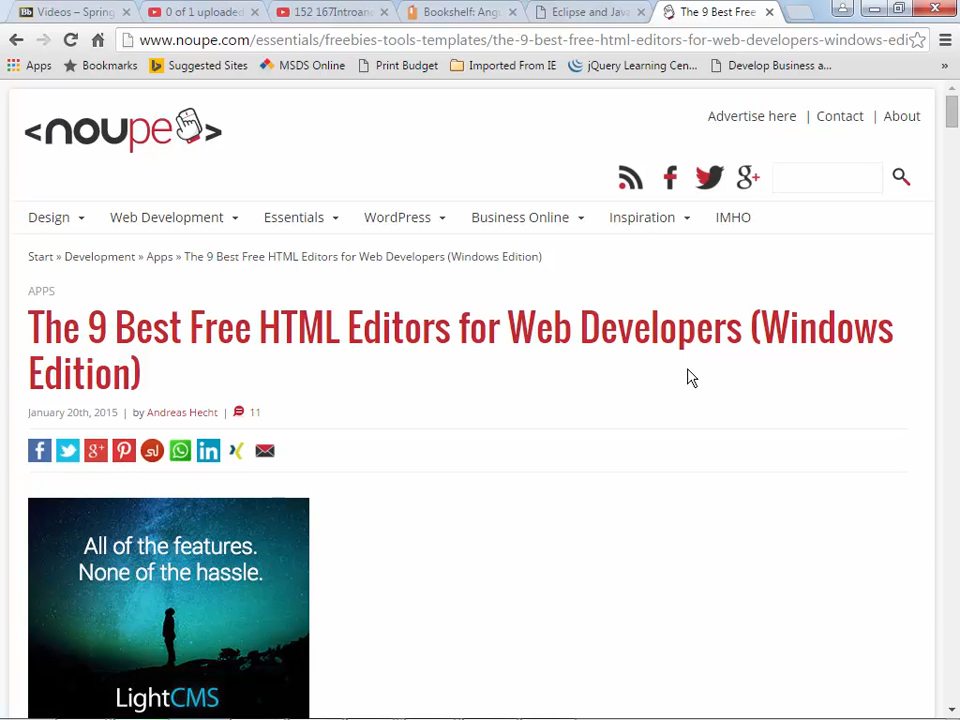 Bb Videos – Spring
0 of 1 uploaded
152 167Introanc
Bookshelf: Angu
Eclipse and Java
The 9 Best Free
www.noupe.com/essentials/freebies-tools-templates/the-9-best-free-html-editors-for-web-developers-windows-edi
Apps
Bookmarks
Suggested Sites
MSDS Online
Print Budget
Imported From IE
jQuery Learning Cen...
Develop Business a...
»
<noupe>
Advertise here | Contact | About
g+
Design
Web Development
Essentials
WordPress
Business Online
Inspiration
IMHO
Start » Development » Apps » The 9 Best Free HTML Editors for Web Developers (Windows Edition)
APPS
The 9 Best Free HTML Editors for Web Developers (Windows
Edition)
January 20th, 2015 | by Andreas Hecht | 11
All of the features.
None of the hassle.
LightCMS